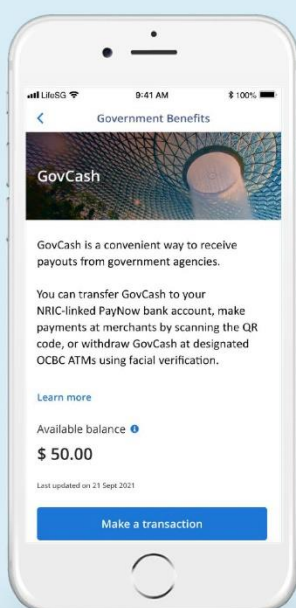 LifeSG 9:41 AM 100%
Government Benefits
GovCash
GovCash is a convenient way to receive
payouts from government agencies.
You can transfer GovCash to your
NRIC-linked PayNow bank account, make
payments at merchants by scanning the QR
code, or withdraw GovCash at designated
OCBC ATMs using facial verification.
Learn more
Available balance
$ 50.00
Last updated on 21 Sept 2021
Make a transaction